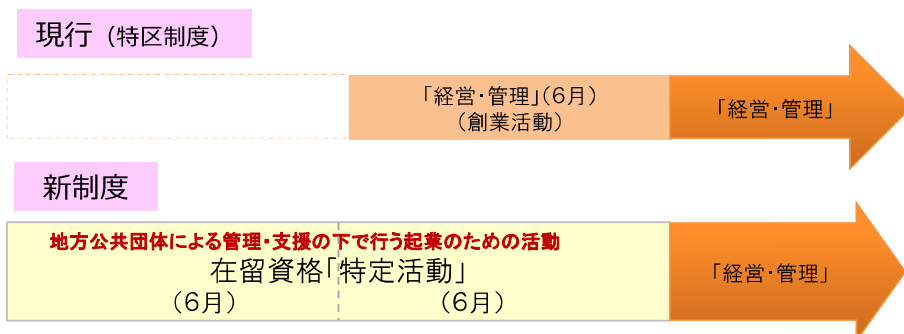 現行（特区制度）
「経営・管理」（6月）
（創業活動）
「経営・管理」
新制度
地方公共団体による管理・支援の下で行う起業のための活動
在留資格「特定活動」
（6月）
（6月）
「経営・管理」